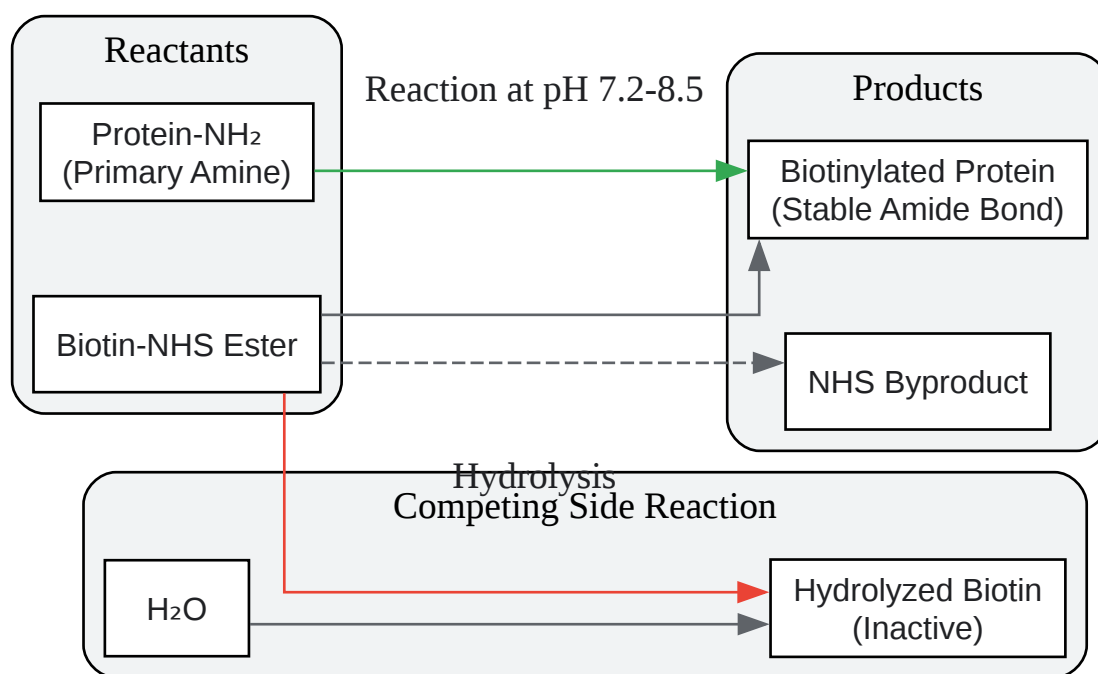 Reactants
Protein-NH₂
(Primary Amine)
Biotin-NHS Ester
Reaction at pH 7.2-8.5
Products
Biotinylated Protein
(Stable Amide Bond)
NHS Byproduct
Hydrolysis
Competing Side Reaction
H₂O
Hydrolyzed Biotin
(Inactive)